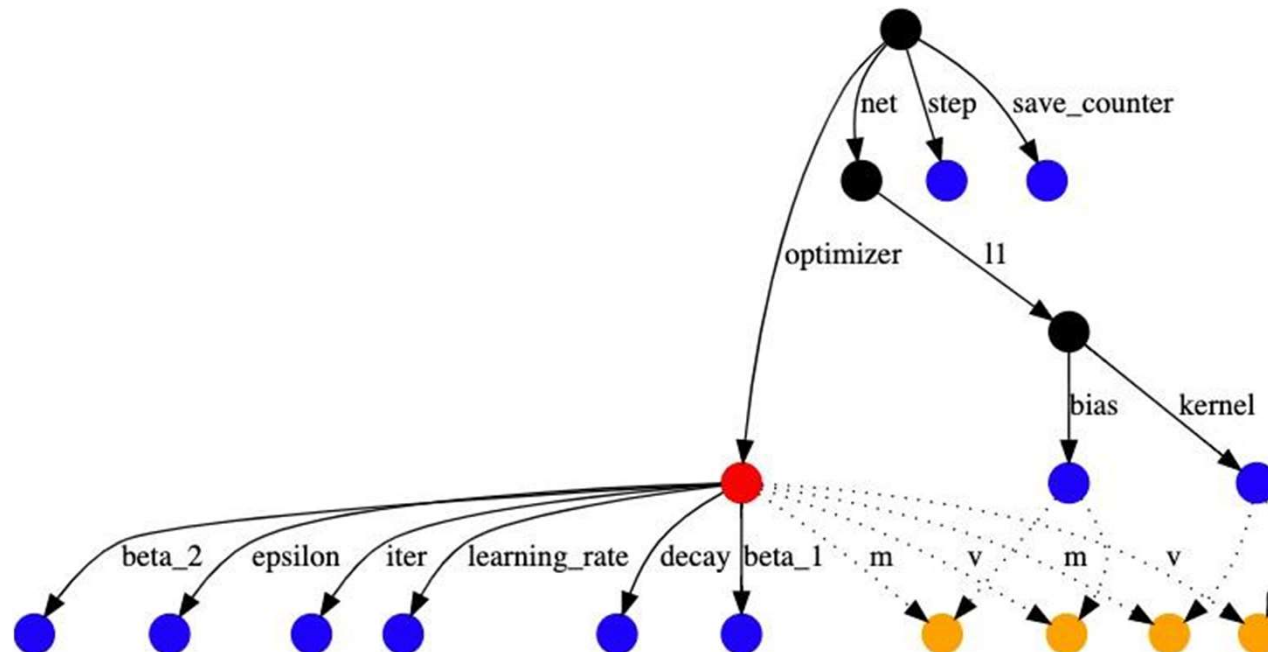 net step save_counter
optimizer l1
bias kernel
beta_2 epsilon iter learning_rate decay beta_1 m v m v